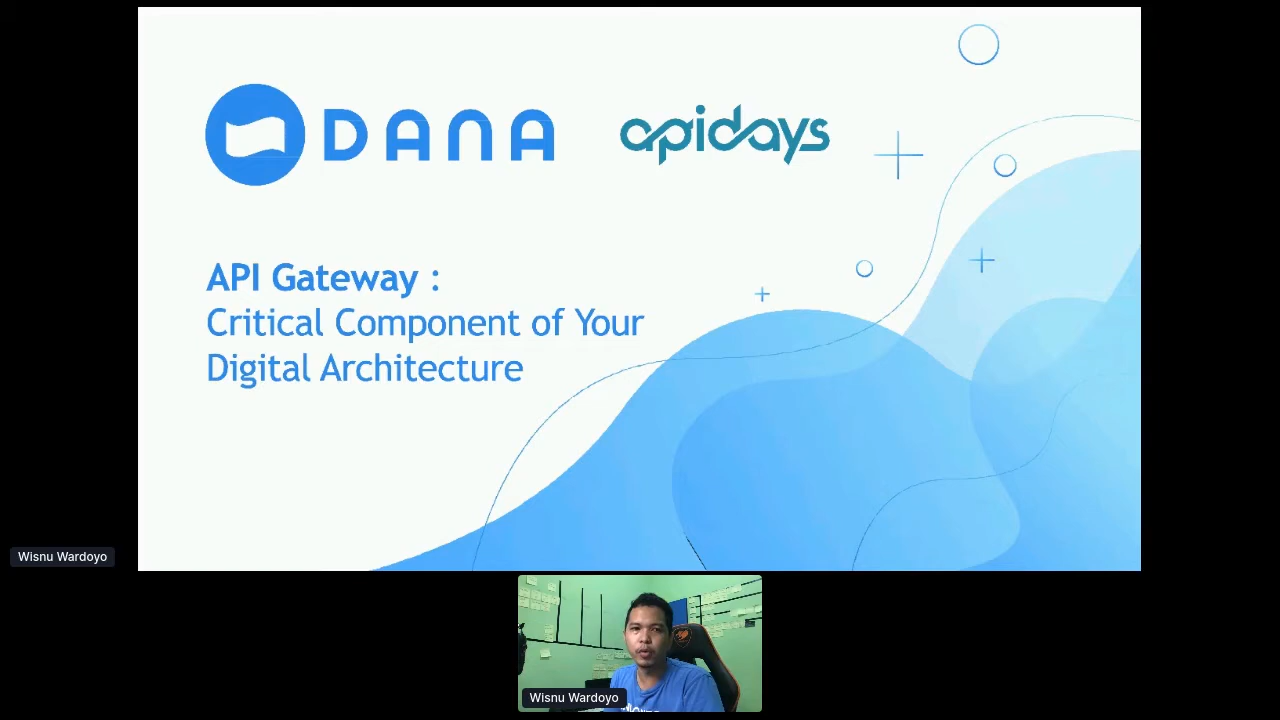 DANA
apidays
API Gateway :
Critical Component of Your
Digital Architecture
Wisnu Wardoyo
Wisnu Wardoyo